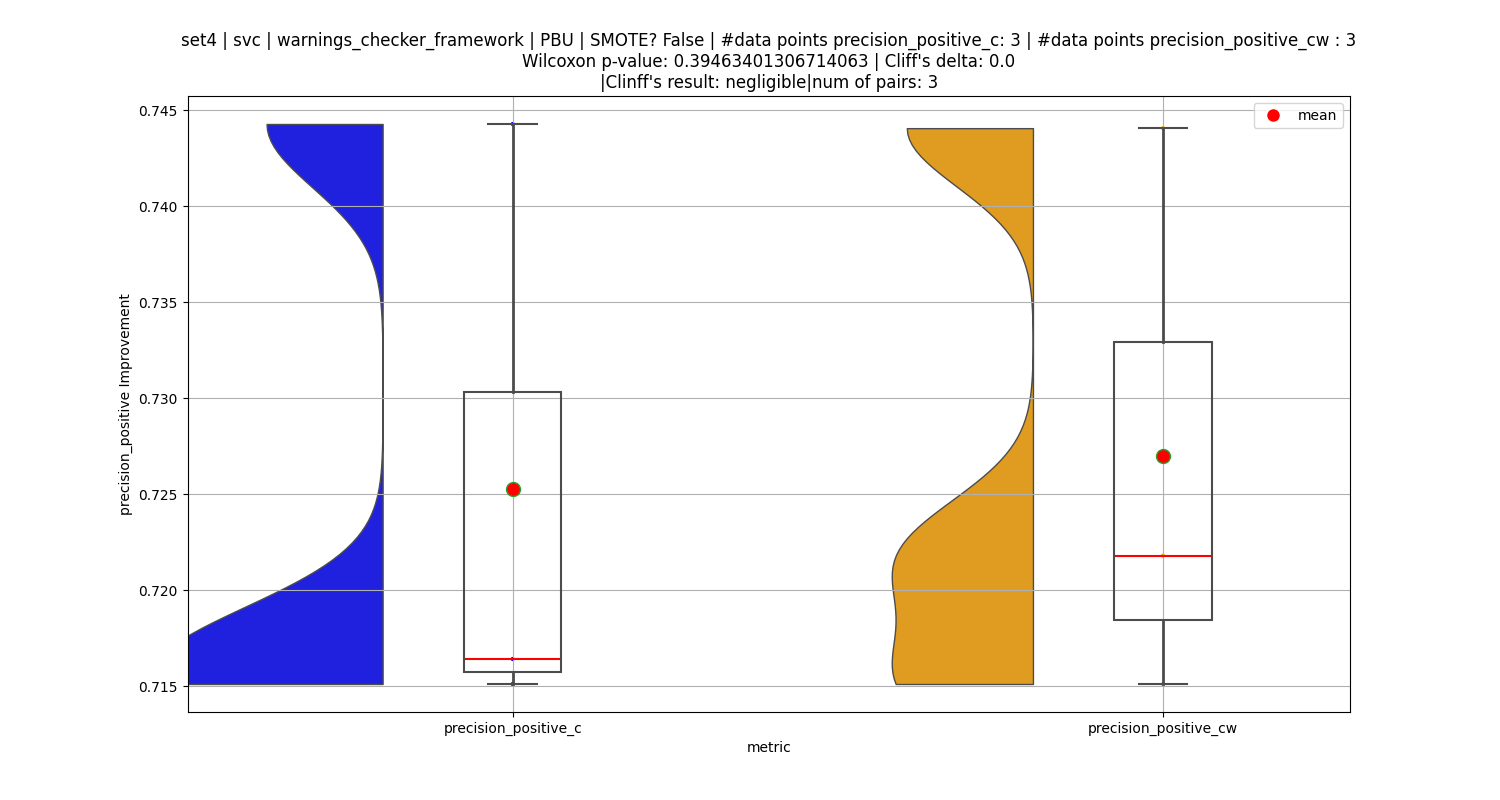 set4 | svc | warnings_checker_framework | PBU | SMOTE? False | #data points precision_positive_c: 3 | #data points precision_positive_cw : 3
Wilcoxon p-value: 0.39463401306714063 | Cliff's delta: 0.0
|Clinff's result: negligible|num of pairs: 3
mean
0.745
0.740
0.735
0.730
0.725
0.720
0.715
precision_positive Improvement
precision_positive_c
precision_positive_cw
metric